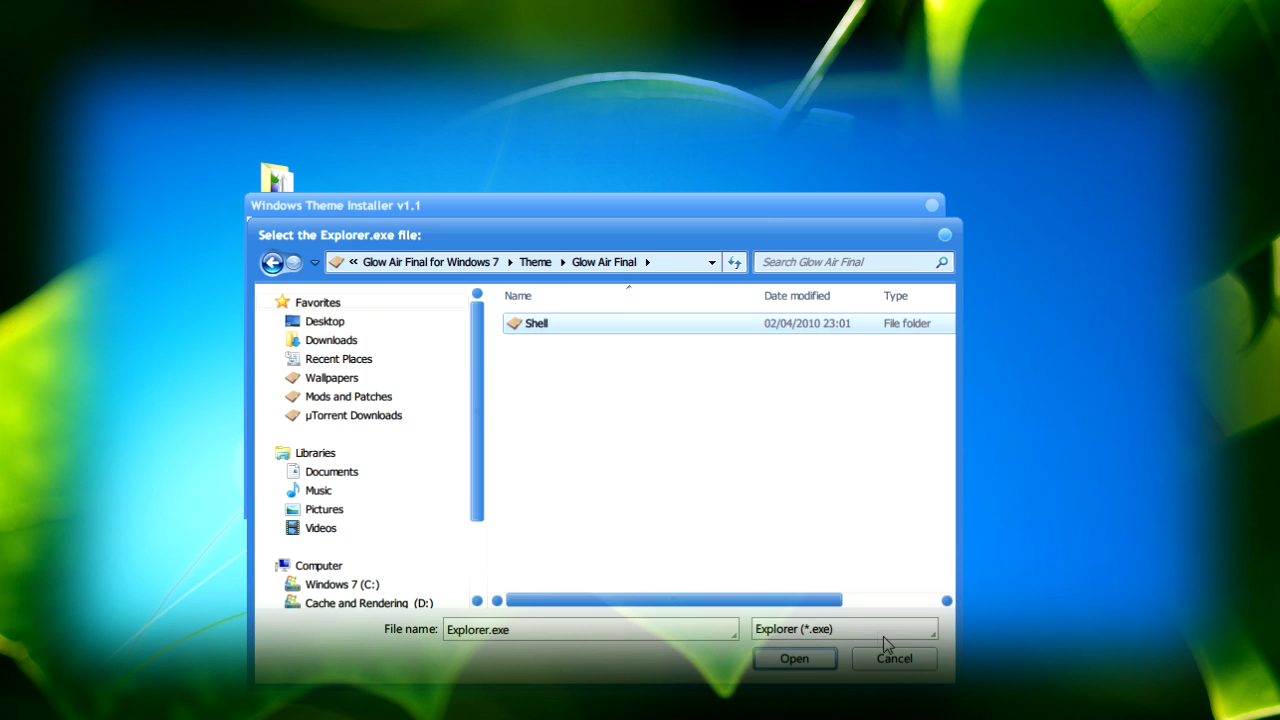 Windows Theme Installer v1.1
Select the Explorer.exe file:
« Glow Air Final for Windows 7 Theme Glow Air Final
Search Glow Air Final
Name Date modified Type
Shell 02/04/2010 23:01 File folder
Favorites
Desktop
Downloads
Recent Places
Wallpapers
Mods and Patches
µTorrent Downloads
Libraries
Documents
Music
Pictures
Videos
Computer
Windows 7 (C:)
Cache and Rendering (D:)
File name: Explorer.exe Explorer (*.exe)
Open Cancel